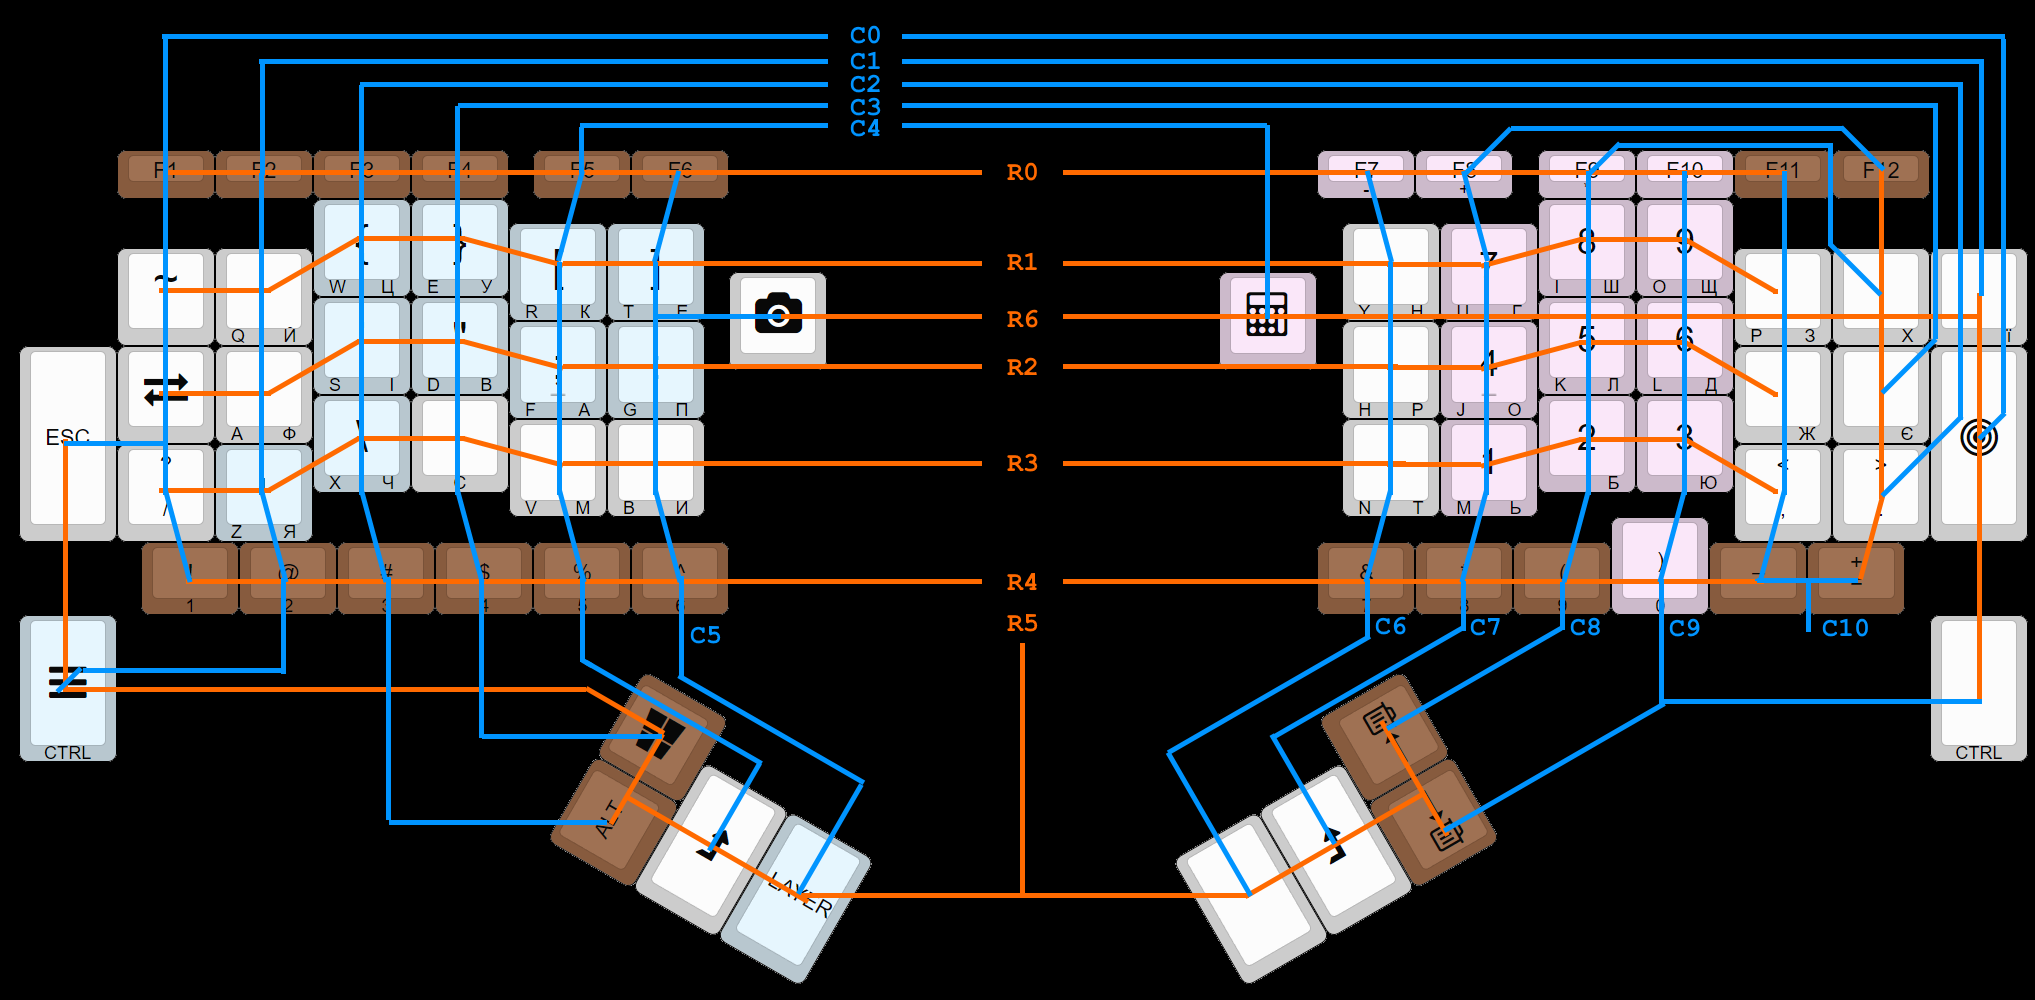 C0
C1
C2
C3
C4
F1 F2 F3 F4 F5 F6 R0 F7 F8 F9 F10 F11 F12
- +
~ { } [ ] R1 7 8 9
W Ц E У I Ш O Щ
R K T E Y H U Г
Q Й R6 P З X Ї
" R2 4 5 6
S І D В K Л L Д
F А G П H Р J О
ESC А Ф Ж Є
? \ R3 1 2 3 < >
X Ч С Б Ю
V М B И N Т M Ь
/ Z Я , .
! @ # $ % ^ R4 & * ( ) - + =
1 2 3 4 5 6 7 8 9 0
R5
C5 C6 C7 C8 C9 C10
CTRL CTRL
ALT
LAYER